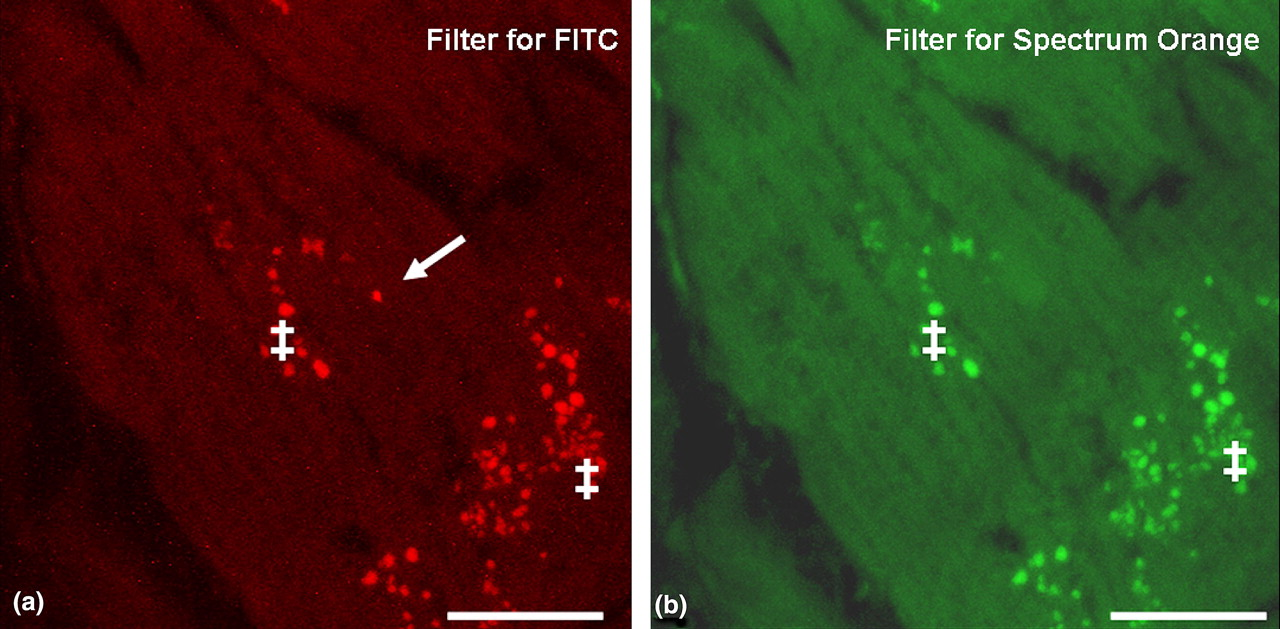 Filter for FITC
Filter for Spectrum Orange
‡
‡
‡
‡
(a)
(b)